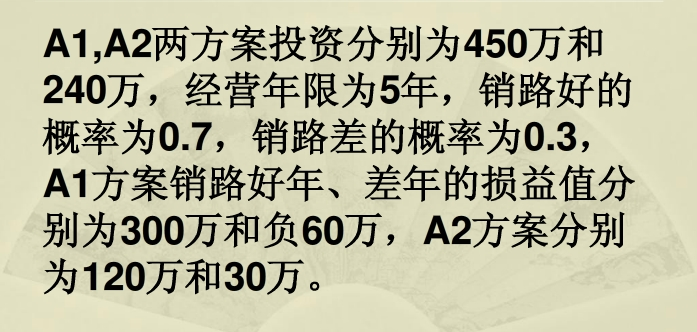 A1,A2两方案投资分别为450万和
240万，经营年限为5年，销路好的
概率为0.7，销路差的概率为0.3，
A1方案销路好年、差年的损益值分
别为300万和负60万，A2方案分别
为120万和30万。